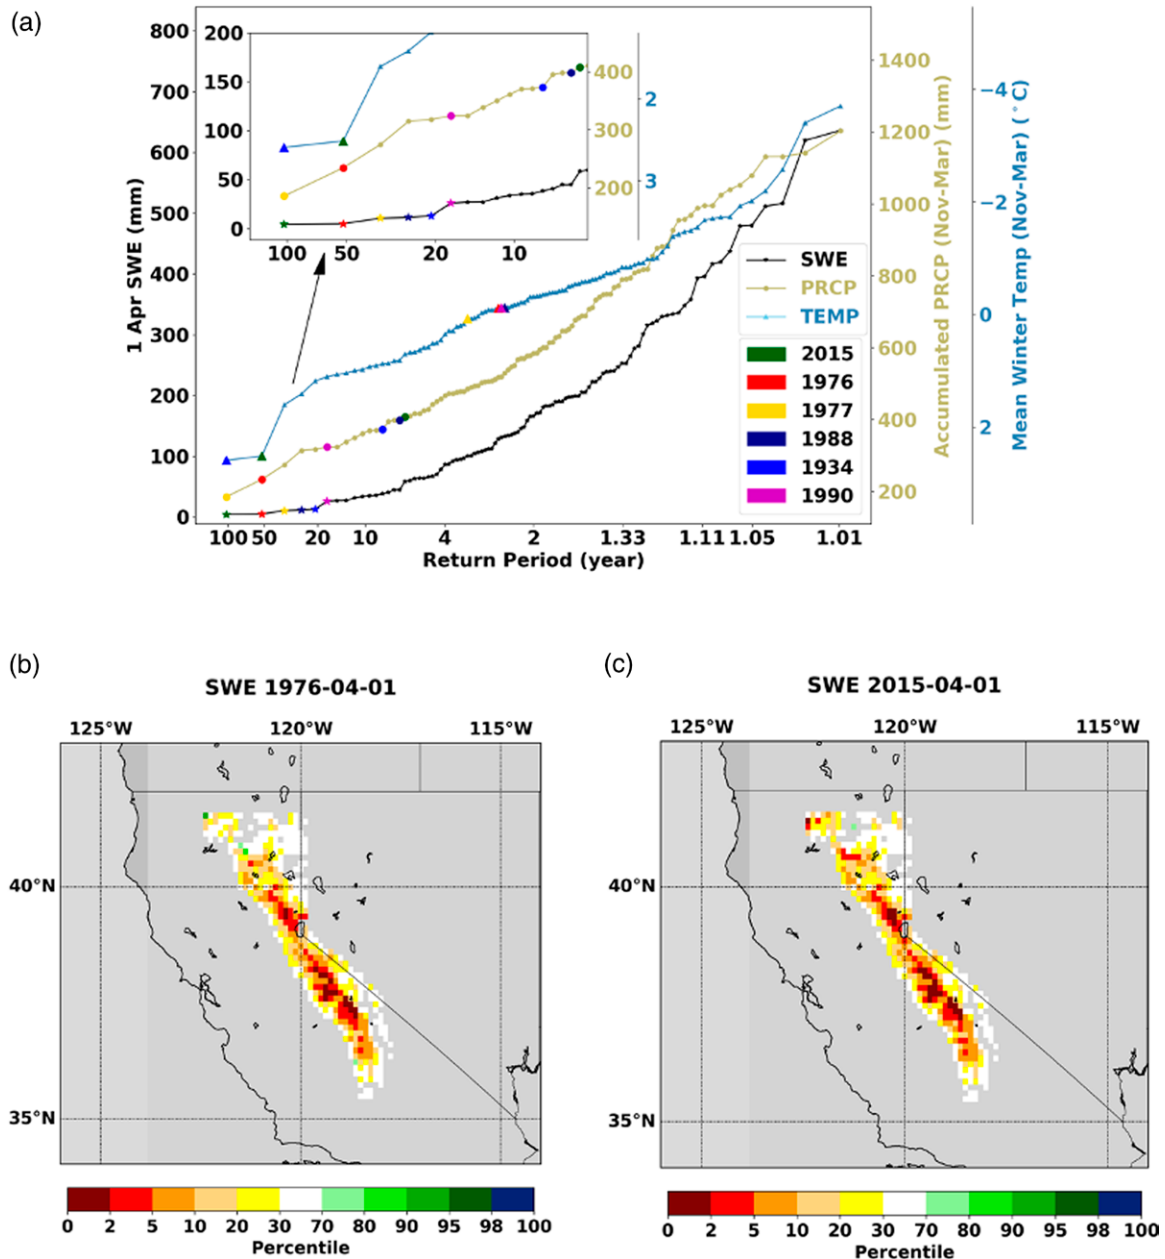 (a)
800
700
600
500
400
300
200
100
0
1 Apr SWE (mm)
200
150
100
50
0
100 50 20 10
400
300
200
2
3
SWE
PRCP
TEMP
2015
1976
1977
1988
1934
1990
1400
1200
1000
800
600
400
200
Accumulated PRCP (Nov-Mar) (mm)
−4
−2
0
2
Mean Winter Temp (Nov-Mar) (°C)
100 50 20 10 4 2 1.33 1.11 1.05 1.01
Return Period (year)
(b)
SWE 1976-04-01
125°W 120°W 115°W
40°N
35°N
0 2 5 10 20 30 70 80 90 95 98 100
Percentile
(c)
SWE 2015-04-01
125°W 120°W 115°W
40°N
35°N
0 2 5 10 20 30 70 80 90 95 98 100
Percentile